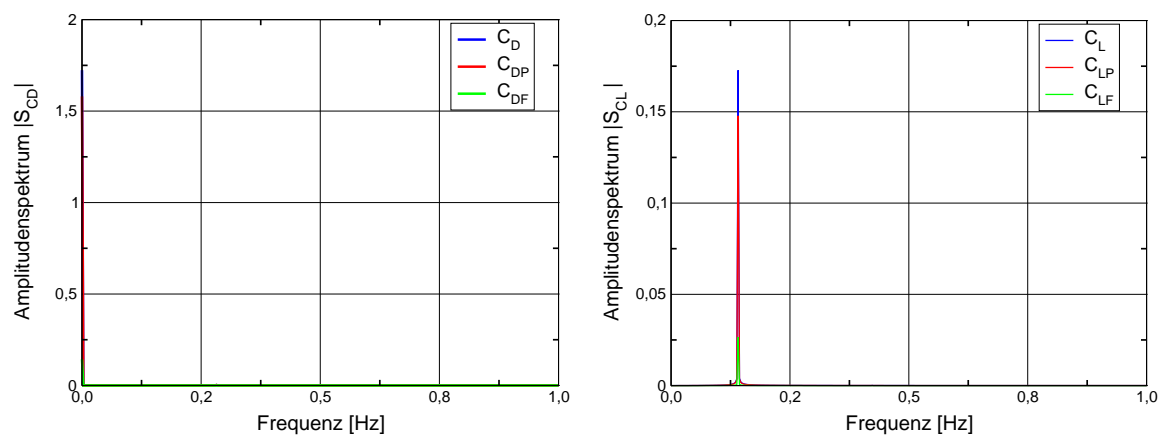 2
1,5
1
0,5
0
0,0
0,2
0,5
0,8
1,0
Amplitudenspektrum |S_CD|
Frequenz [Hz]
C_D
C_DP
C_DF
0,2
0,15
0,1
0,05
0
0,0
0,2
0,5
0,8
1,0
Amplitudenspektrum |S_CL|
Frequenz [Hz]
C_L
C_LP
C_LF